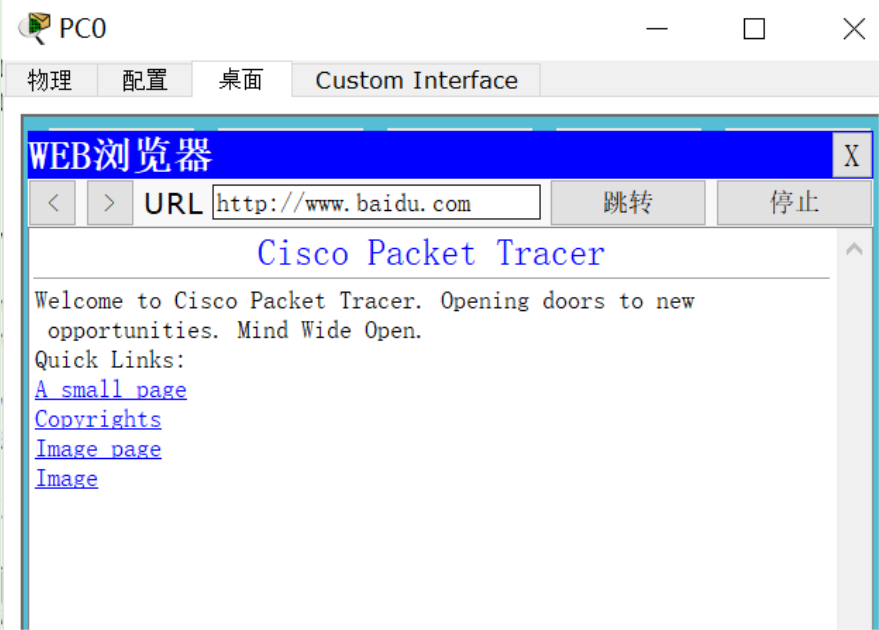 PC0
物理 配置 桌面 Custom Interface
WEB浏览器 X
< > URL http://www.baidu.com 跳转 停止
Cisco Packet Tracer
Welcome to Cisco Packet Tracer. Opening doors to new
opportunities. Mind Wide Open.
Quick Links:
A small page
Copyrights
Image page
Image